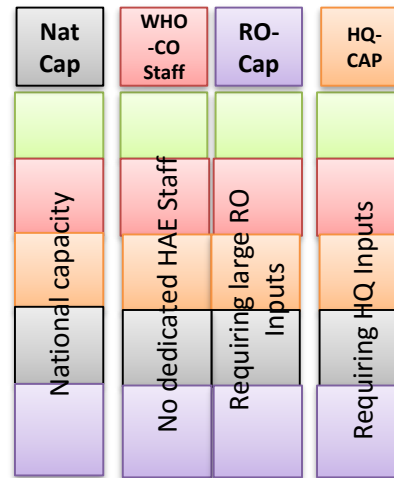 Nat
Cap
WHO
-CO
Staff
RO-
Cap
HQ-
CAP
National capacity
No dedicated HAE Staff
Requiring large RO
Inputs
Requiring HQ Inputs